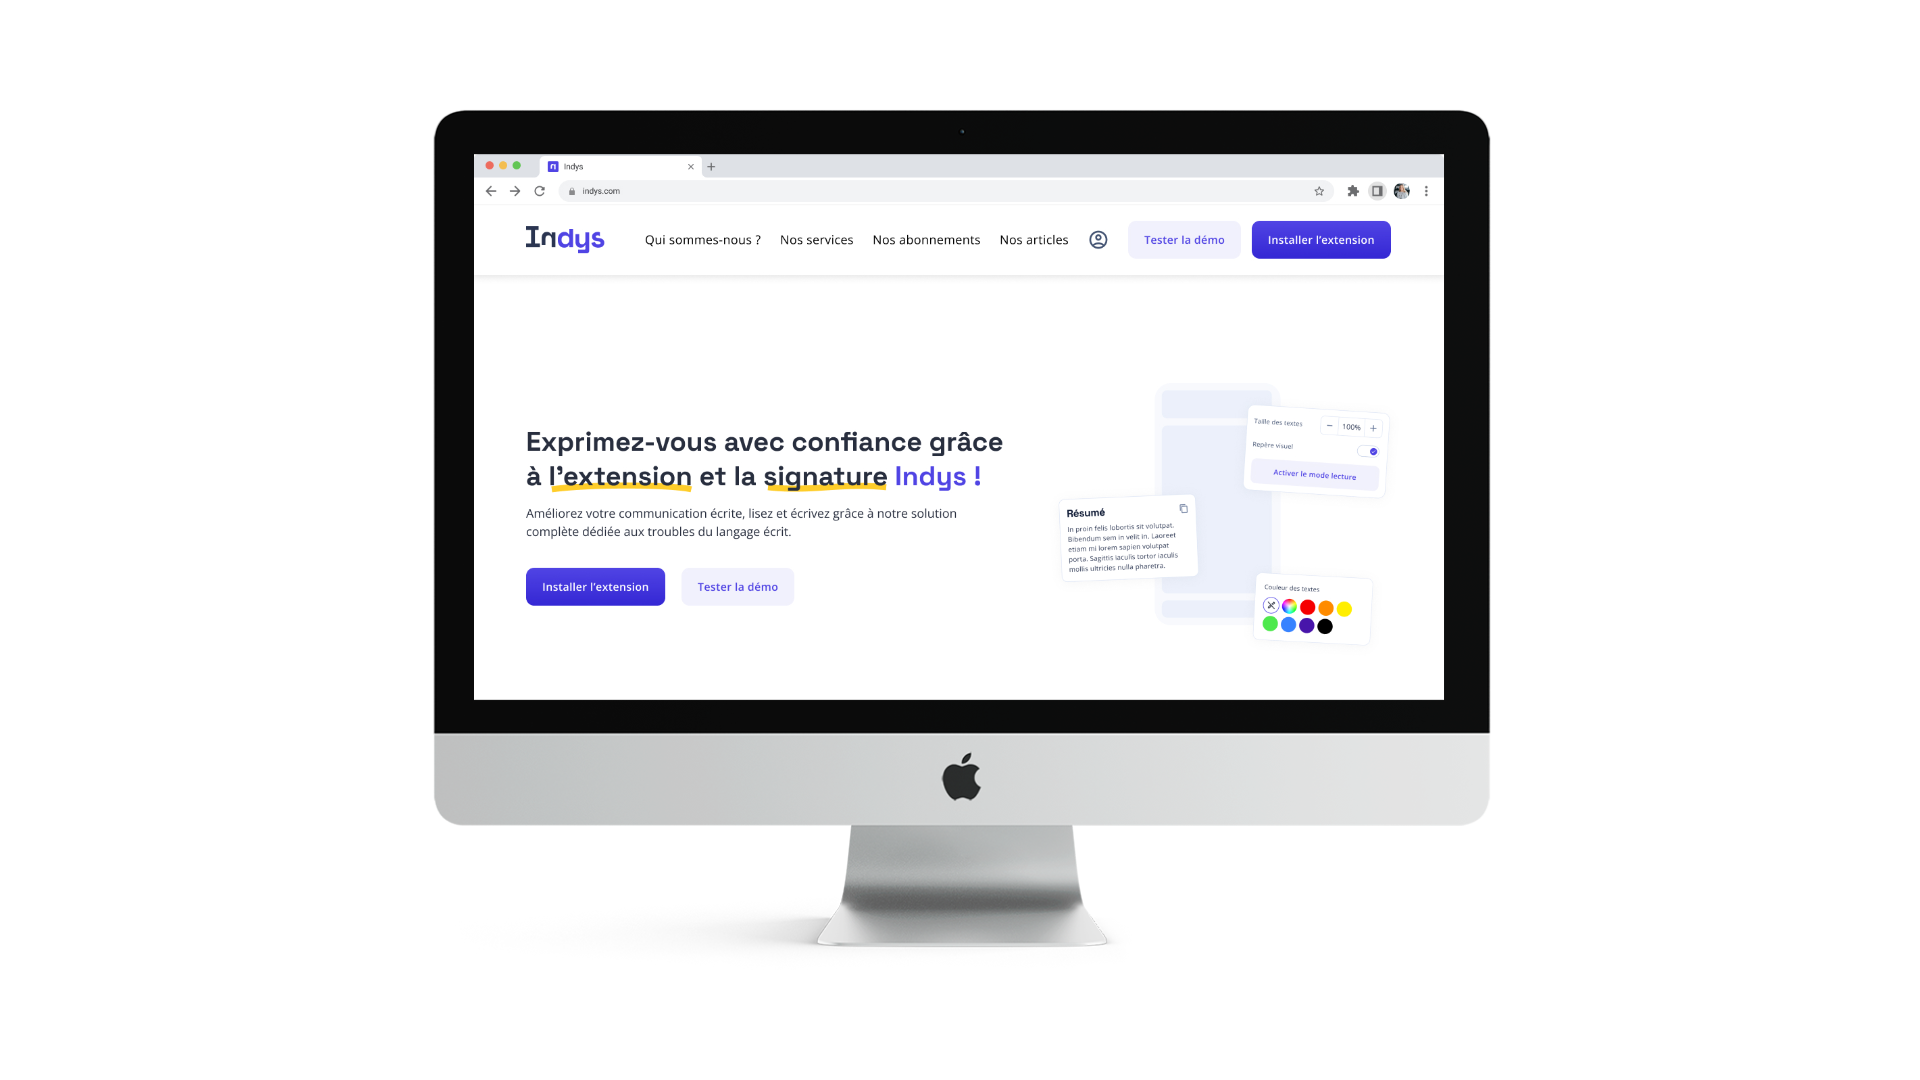 Indys
indys.com
Indys
Qui sommes-nous ?
Nos services
Nos abonnements
Nos articles
Tester la démo
Installer l'extension
Exprimez-vous avec confiance grâce
à l'extension et la signature Indys !
Améliorez votre communication écrite, lisez et écrivez grâce à notre solution
complète dédiée aux troubles du langage écrit.
Installer l'extension
Tester la démo
Taille des textes
100%
Repère visuel
Activer le mode lecture
Résumé
In proin felis lobortis sit volutpat.
Bibendum sem in velit in. Laoreet
etiam mi lorem sapien volutpat
porta. Sagittis iaculis tortor iaculis
mollis ultricies nulla pharetra.
Couleur des textes